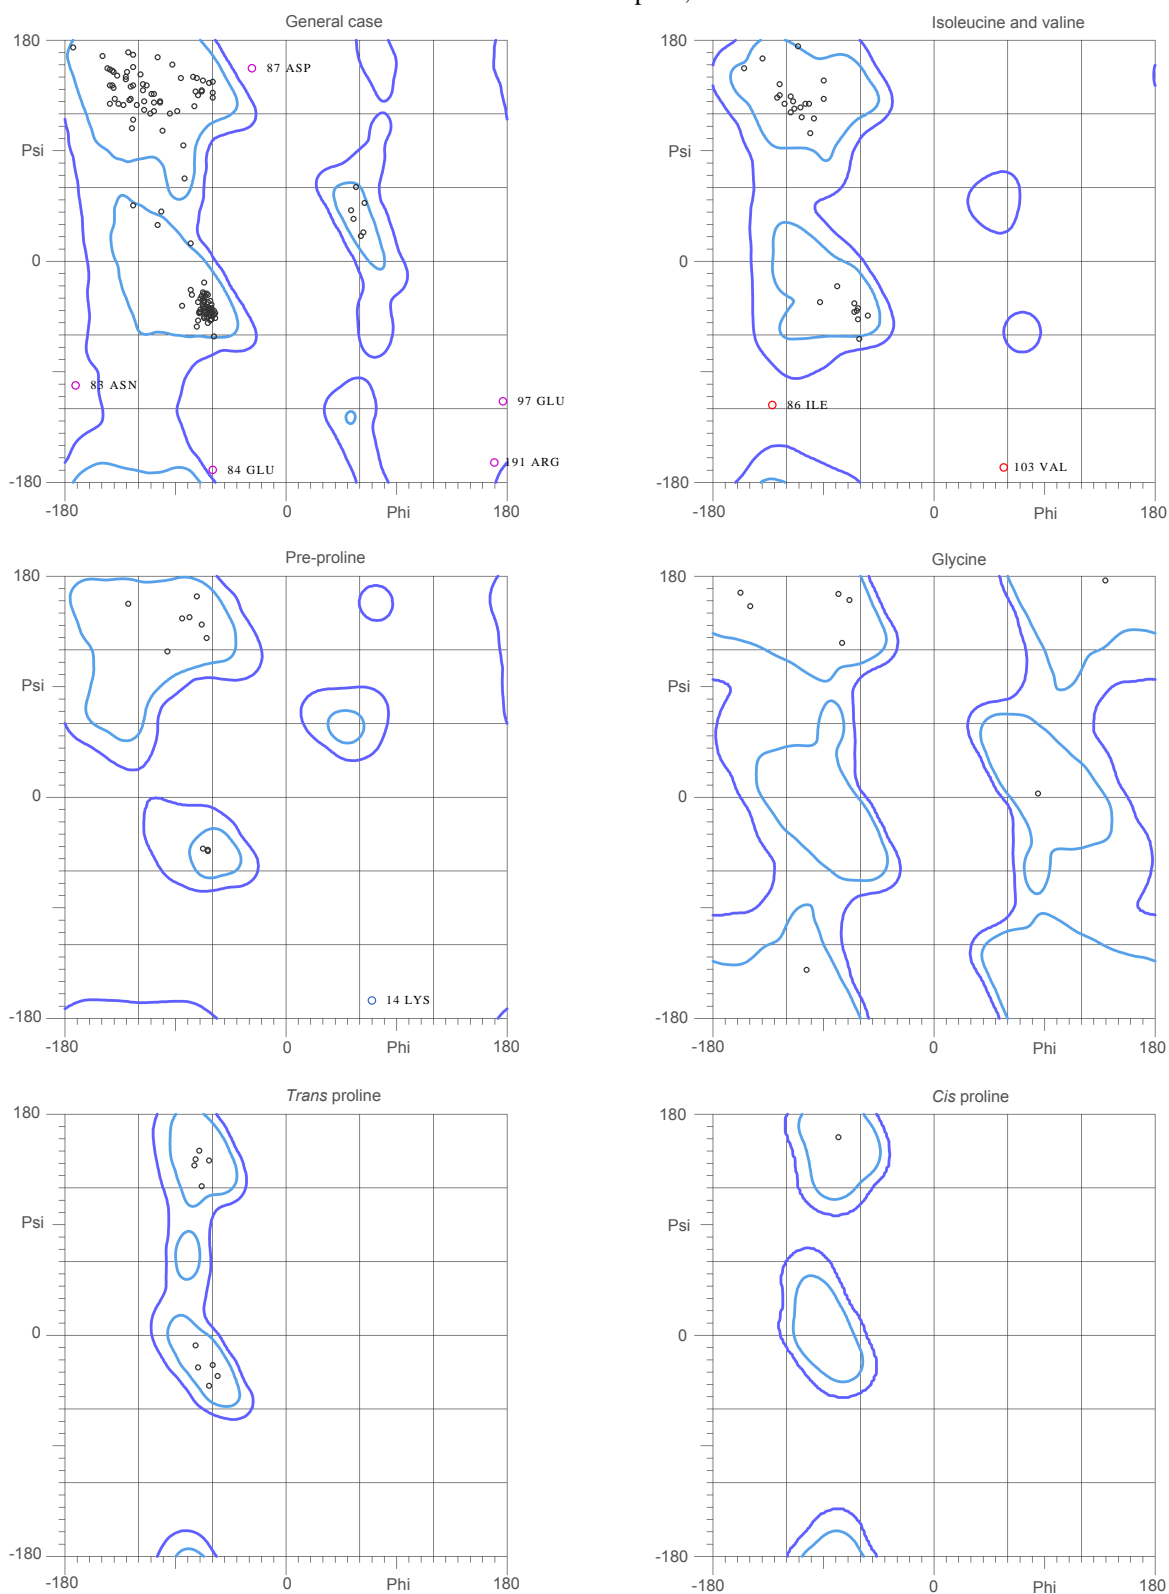 General case
Isoleucine and valine
180
87 ASP
Psi
0
83 ASN
97 GLU
84 GLU
191 ARG
-180
-180
0
Phi
180
180
Psi
0
86 ILE
103 VAL
-180
-180
0
Phi
180
Pre-proline
Glycine
180
Psi
0
14 LYS
-180
-180
0
Phi
180
180
Psi
0
-180
-180
0
Phi
180
Trans proline
Cis proline
180
Psi
0
-180
-180
0
Phi
180
180
Psi
0
-180
-180
0
Phi
180